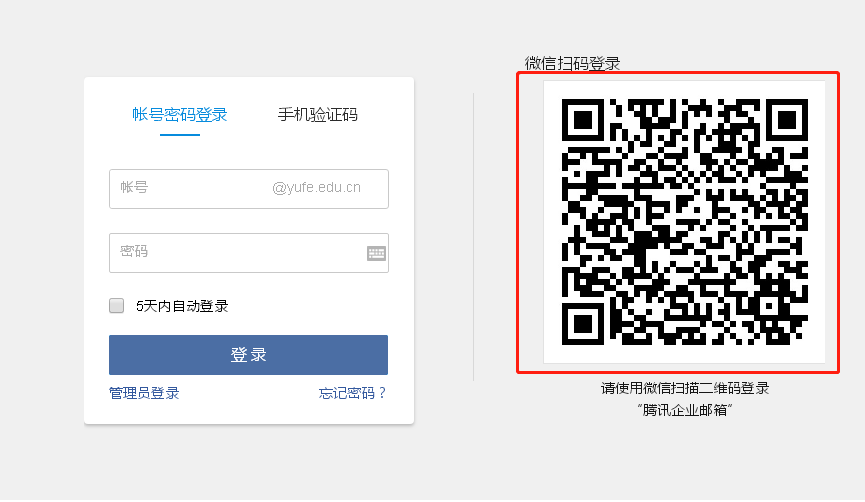 微信扫码登录
帐号密码登录
手机验证码
帐号
@yufe.edu.cn
密码
5天内自动登录
登录
管理员登录
忘记密码？
请使用微信扫描二维码登录
“腾讯企业邮箱”